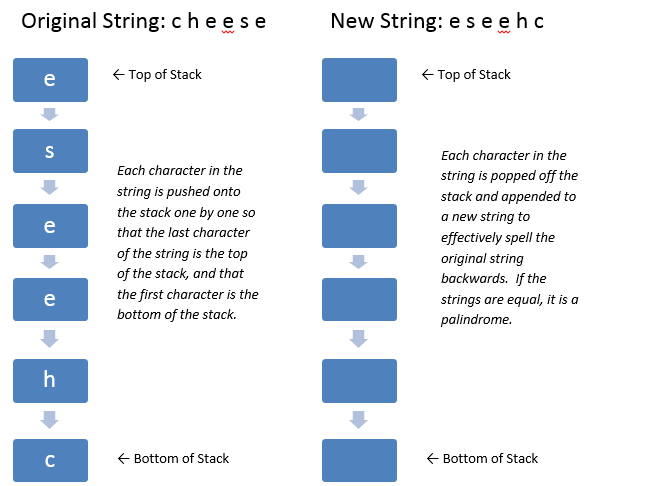 Original String: c h e e s e
e
← Top of Stack
s
e
e
h
c
Each character in the
string is pushed onto
the stack one by one so
that the last character
of the string is the top
of the stack, and that
the first character is the
bottom of the stack.
← Bottom of Stack
New String: e s e e h c
← Top of Stack
Each character in the
string is popped off the
stack and appended to
a new string to
effectively spell the
original string
backwards. If the
strings are equal, it is a
palindrome.
← Bottom of Stack